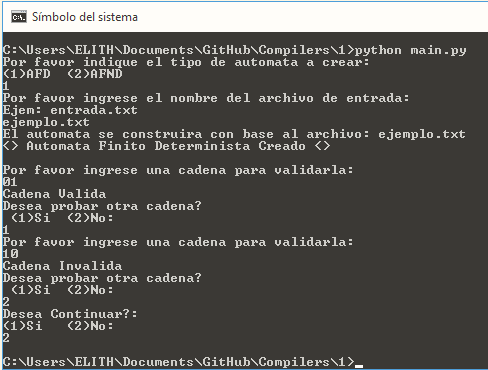 Símbolo del sistema
C:\Users\ELITH\Documents\GitHub\Compilers\1>python main.py
Por favor indique el tipo de automata a crear:
(1)AFD  (2)AFND
1
Por favor ingrese el nombre del archivo de entrada:
Ejem: entrada.txt
ejemplo.txt
El automata se construira con base al archivo: ejemplo.txt
<> Automata Finito Determinista Creado <>
Por favor ingrese una cadena para validarla:
01
Cadena Valida
Desea probar otra cadena?
 (1)Si  (2)No:
1
Por favor ingrese una cadena para validarla:
10
Cadena Invalida
Desea probar otra cadena?
 (1)Si  (2)No:
2
Desea Continuar?:
(1)Si   (2)No:
2
C:\Users\ELITH\Documents\GitHub\Compilers\1>_